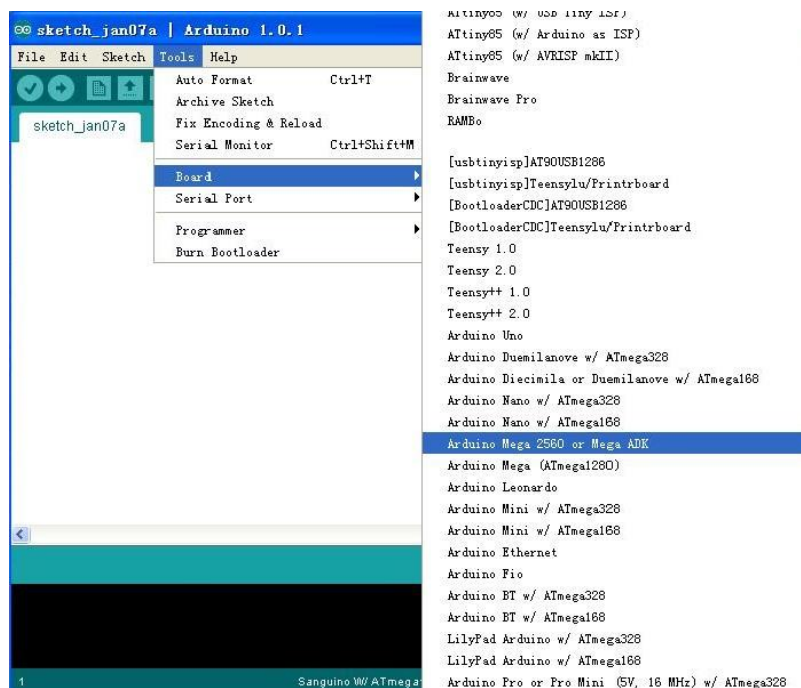 sketch_jan07a | Arduino 1.0.1
File Edit Sketch Tools Help
sketch_jan07a
Auto Format Ctrl+T
Archive Sketch
Fix Encoding & Reload
Serial Monitor Ctrl+Shift+M
Board
Serial Port
Programmer
Burn Bootloader
1
Sanguino W/ ATmega
ATtiny85 (w/ USB Tiny ISP)
ATtiny85 (w/ Arduino as ISP)
ATtiny85 (w/ AVRISP mkII)
Brainwave
Brainwave Pro
RAMBo
[usbtinyisp]AT90USB1286
[usbtinyisp]Teensylu/Printrboard
[BootloaderCDC]AT90USB1286
[BootloaderCDC]Teensylu/Printrboard
Teensy 1.0
Teensy 2.0
Teensy++ 1.0
Teensy++ 2.0
Arduino Uno
Arduino Duemilanove w/ ATmega328
Arduino Diecimila or Duemilanove w/ ATmega168
Arduino Nano w/ ATmega328
Arduino Nano w/ ATmega168
Arduino Mega 2560 or Mega ADK
Arduino Mega (ATmega1280)
Arduino Leonardo
Arduino Mini w/ ATmega328
Arduino Mini w/ ATmega168
Arduino Ethernet
Arduino Fio
Arduino BT w/ ATmega328
Arduino BT w/ ATmega168
LilyPad Arduino w/ ATmega328
LilyPad Arduino w/ ATmega168
Arduino Pro or Pro Mini (5V, 16 MHz) w/ ATmega328